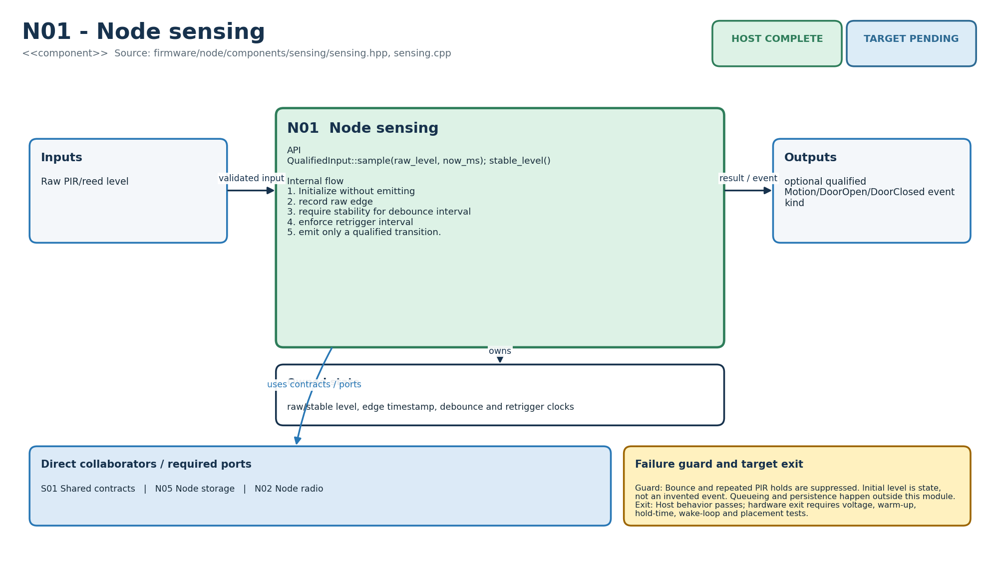 N01 - Node sensing
<<component>>  Source: firmware/node/components/sensing/sensing.hpp, sensing.cpp
HOST COMPLETE
TARGET PENDING
Inputs
Raw PIR/reed level
validated input
N01  Node sensing
API
QualifiedInput::sample(raw_level, now_ms); stable_level()
Internal flow
1. Initialize without emitting
2. record raw edge
3. require stability for debounce interval
4. enforce retrigger interval
5. emit only a qualified transition.
result / event
Outputs
optional qualified
Motion/DoorOpen/DoorClosed event
kind
owns
uses contracts / ports
raw/stable level, edge timestamp, debounce and retrigger clocks
Direct collaborators / required ports
S01 Shared contracts   |   N05 Node storage   |   N02 Node radio
Failure guard and target exit
Guard: Bounce and repeated PIR holds are suppressed. Initial level is state,
not an invented event. Queueing and persistence happen outside this module.
Exit: Host behavior passes; hardware exit requires voltage, warm-up,
hold-time, wake-loop and placement tests.